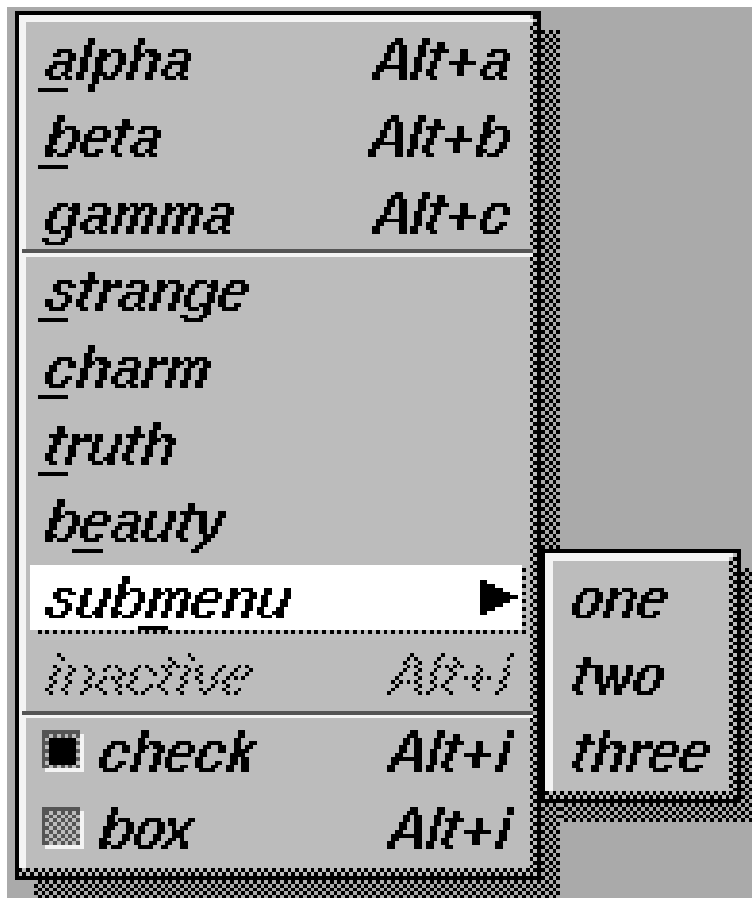 alpha Alt+a
beta Alt+b
gamma Alt+c
strange
charm
truth
beauty
submenu
inactive Alt+i
check Alt+i
box Alt+i
one
two
three